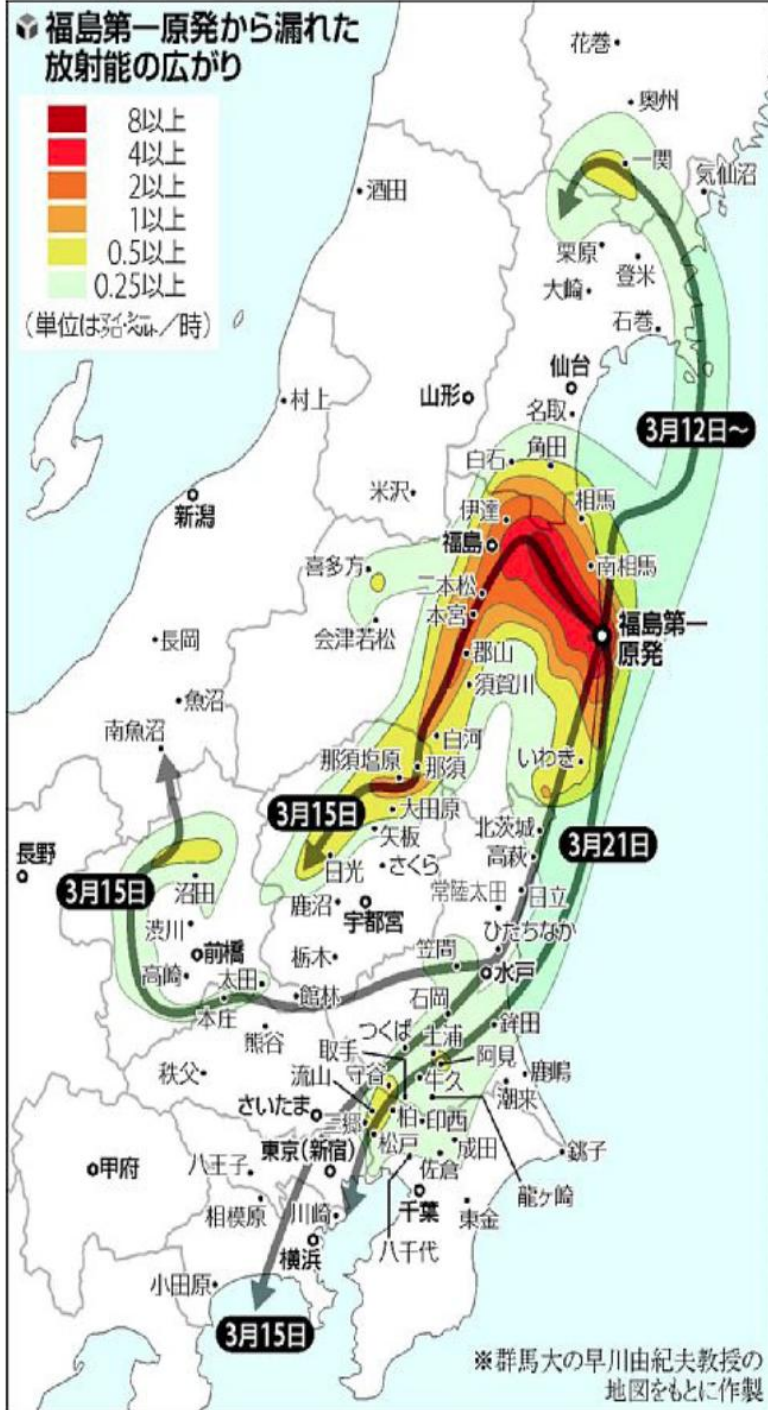 福島第一原発から漏れた
放射能の広がり
8以上
4以上
2以上
1以上
0.5以上
0.25以上
(単位はマイクロ・シーベルト/時)
花巻
奥州
一関
気仙沼
酒田
栗原
登米
大崎
石巻
仙台
山形
村上
名取
3月12日~
角田
白石
米沢
新潟
伊達
相馬
福島
喜多方
南相馬
二本松
本宮
会津若松
福島第一
原発
長岡
郡山
須賀川
魚沼
南魚沼
白河
那須塩原
那須
いわき
3月15日
大田原
矢板
北茨城
3月21日
長野
高萩
日光
さくら
3月15日
沼田
常陸太田
日立
鹿沼
宇都宮
渋川
ひたちなか
前橋
栃木
笠間
水戸
高崎
太田
館林
石岡
本庄
つくば
土浦
鉾田
熊谷
取手
阿見
秩父
流山
守谷
牛久
鹿嶋
潮来
さいたま
三郷
柏
印西
甲府
東京(新宿)
松戸
成田
銚子
八王子
佐倉
龍ヶ崎
相模原
川崎
千葉
東金
横浜
八千代
小田原
3月15日
※群馬大の早川由紀夫教授の
地図をもとに作製